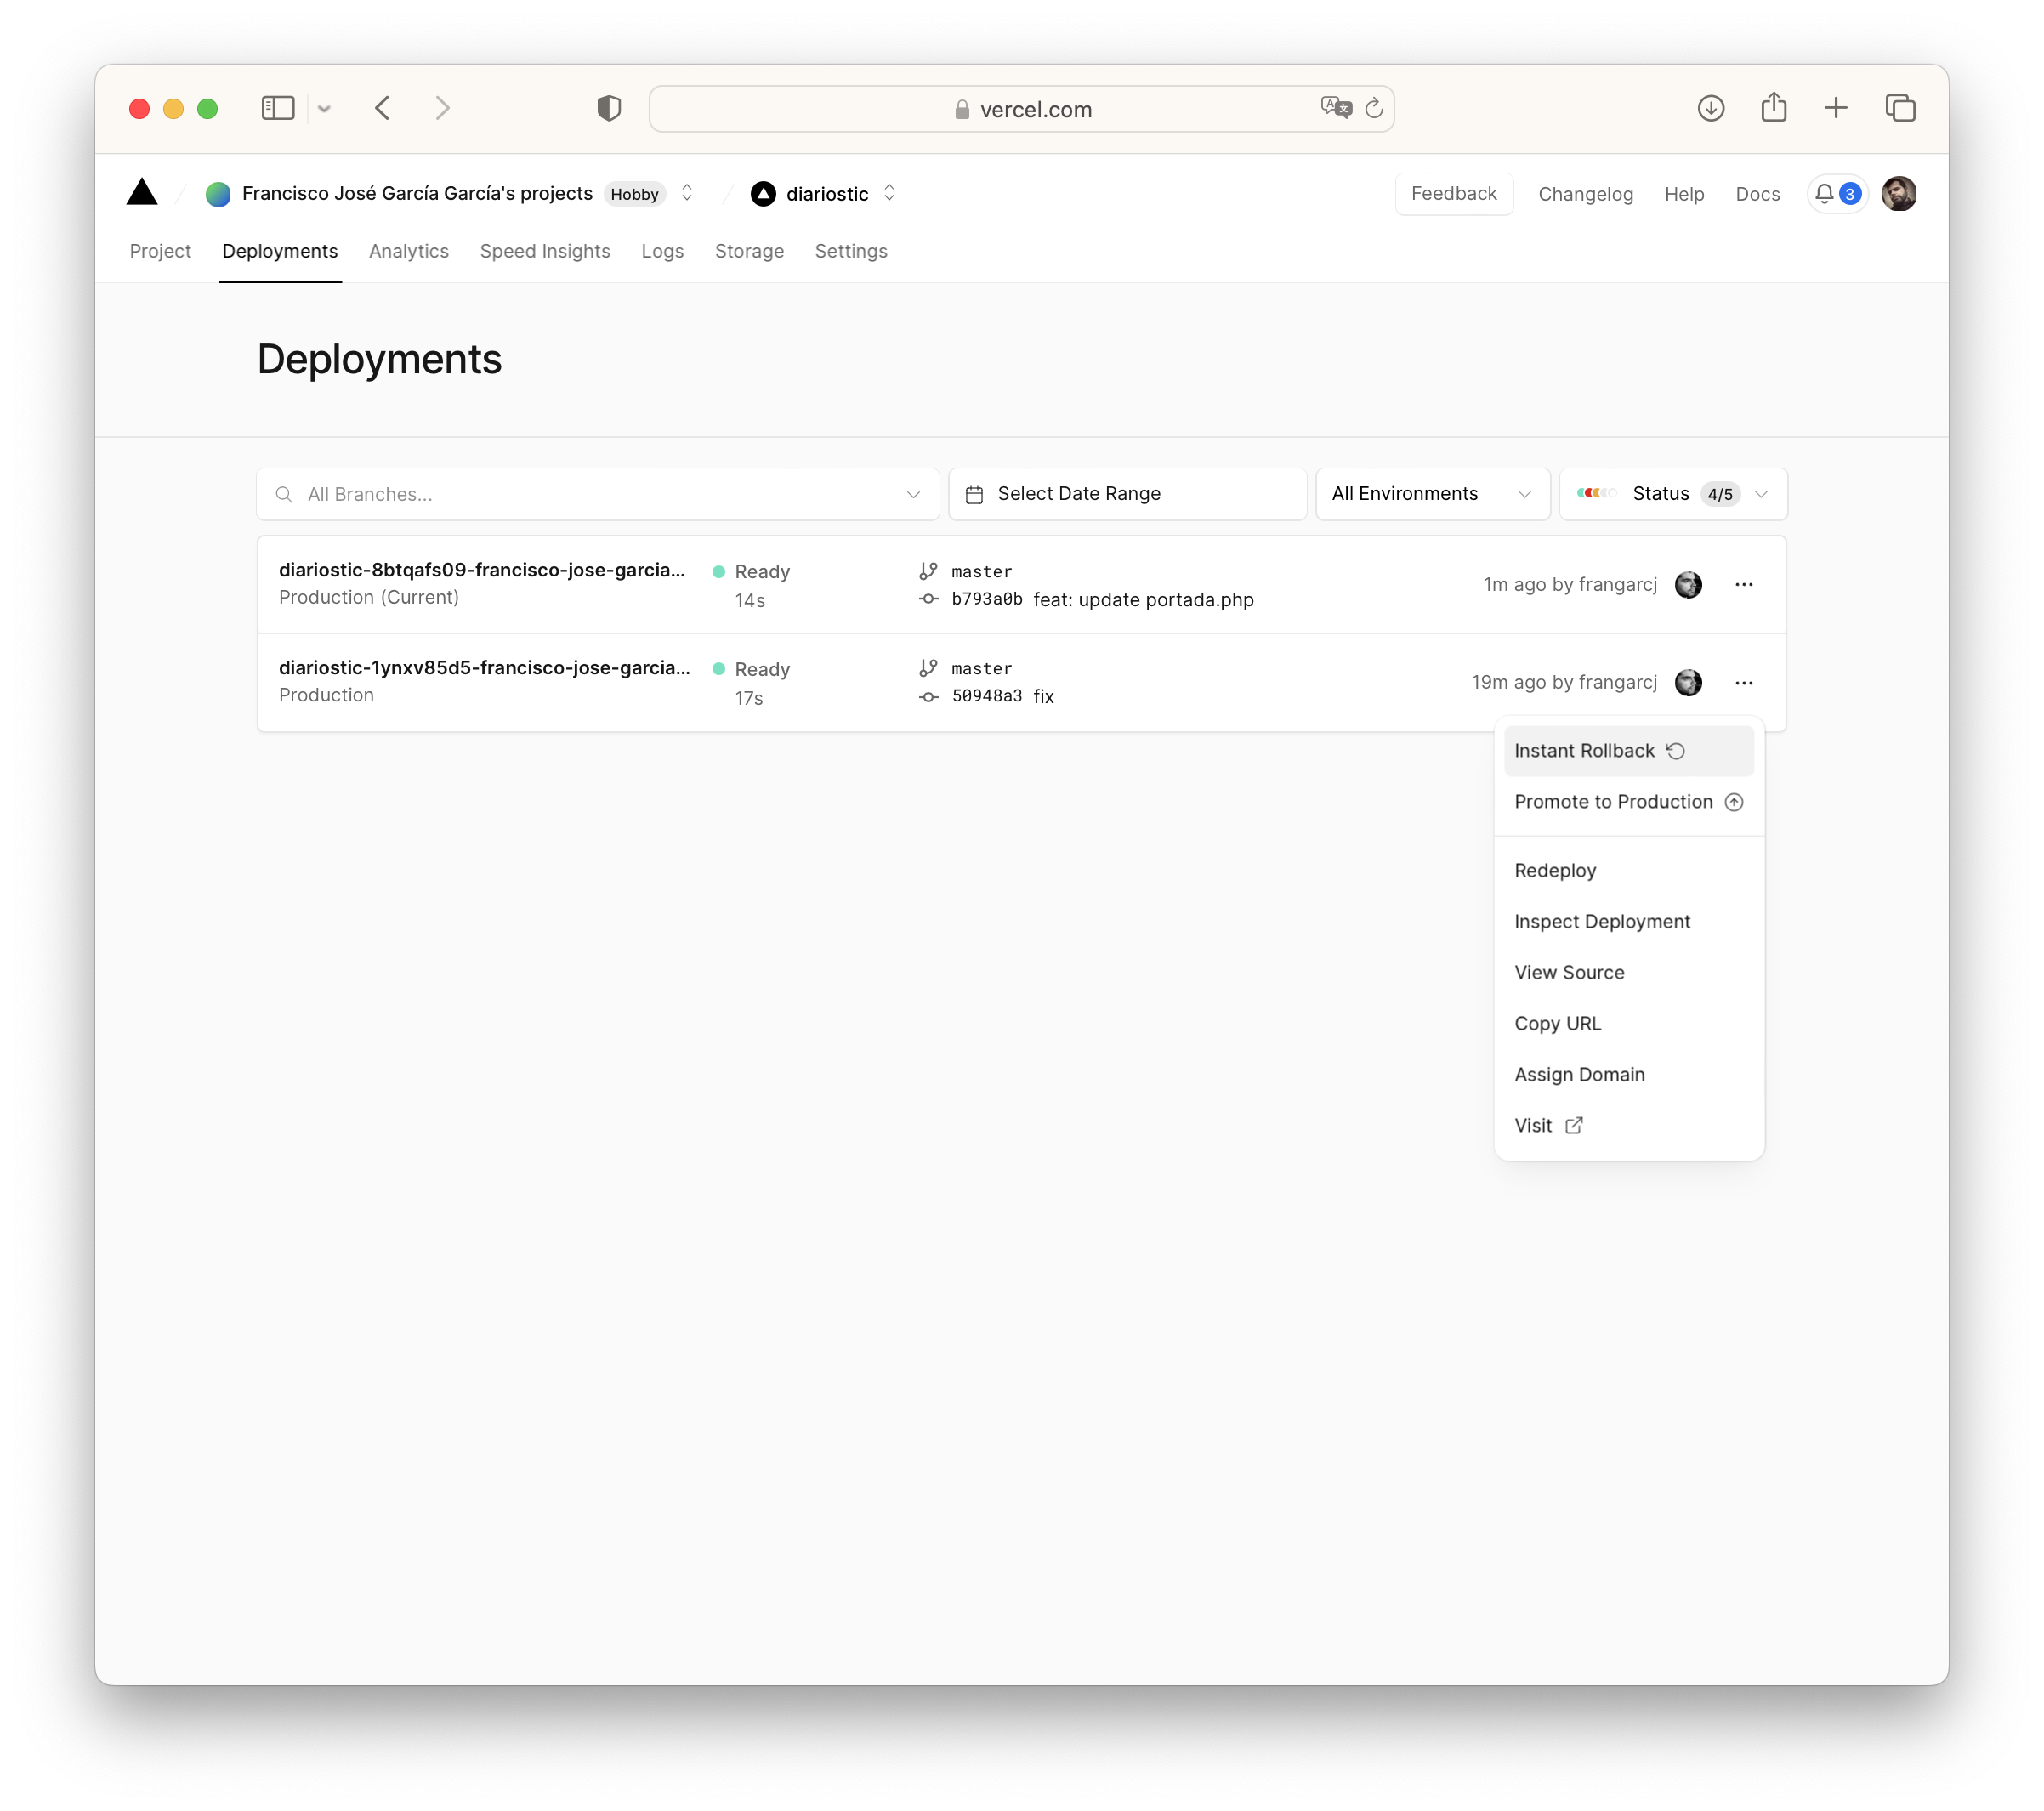 vercel.com
Francisco José García García's projects Hobby diariostic Feedback Changelog Help Docs 3
Project Deployments Analytics Speed Insights Logs Storage Settings
Deployments
All Branches... Select Date Range All Environments Status 4/5
diariostic-8btqafs09-francisco-jose-garcia... Ready master 1m ago by frangarcj
Production (Current) 14s b793a0b feat: update portada.php
diariostic-1ynxv85d5-francisco-jose-garcia... Ready master 19m ago by frangarcj
Production 17s 50948a3 fix
Instant Rollback
Promote to Production
Redeploy
Inspect Deployment
View Source
Copy URL
Assign Domain
Visit